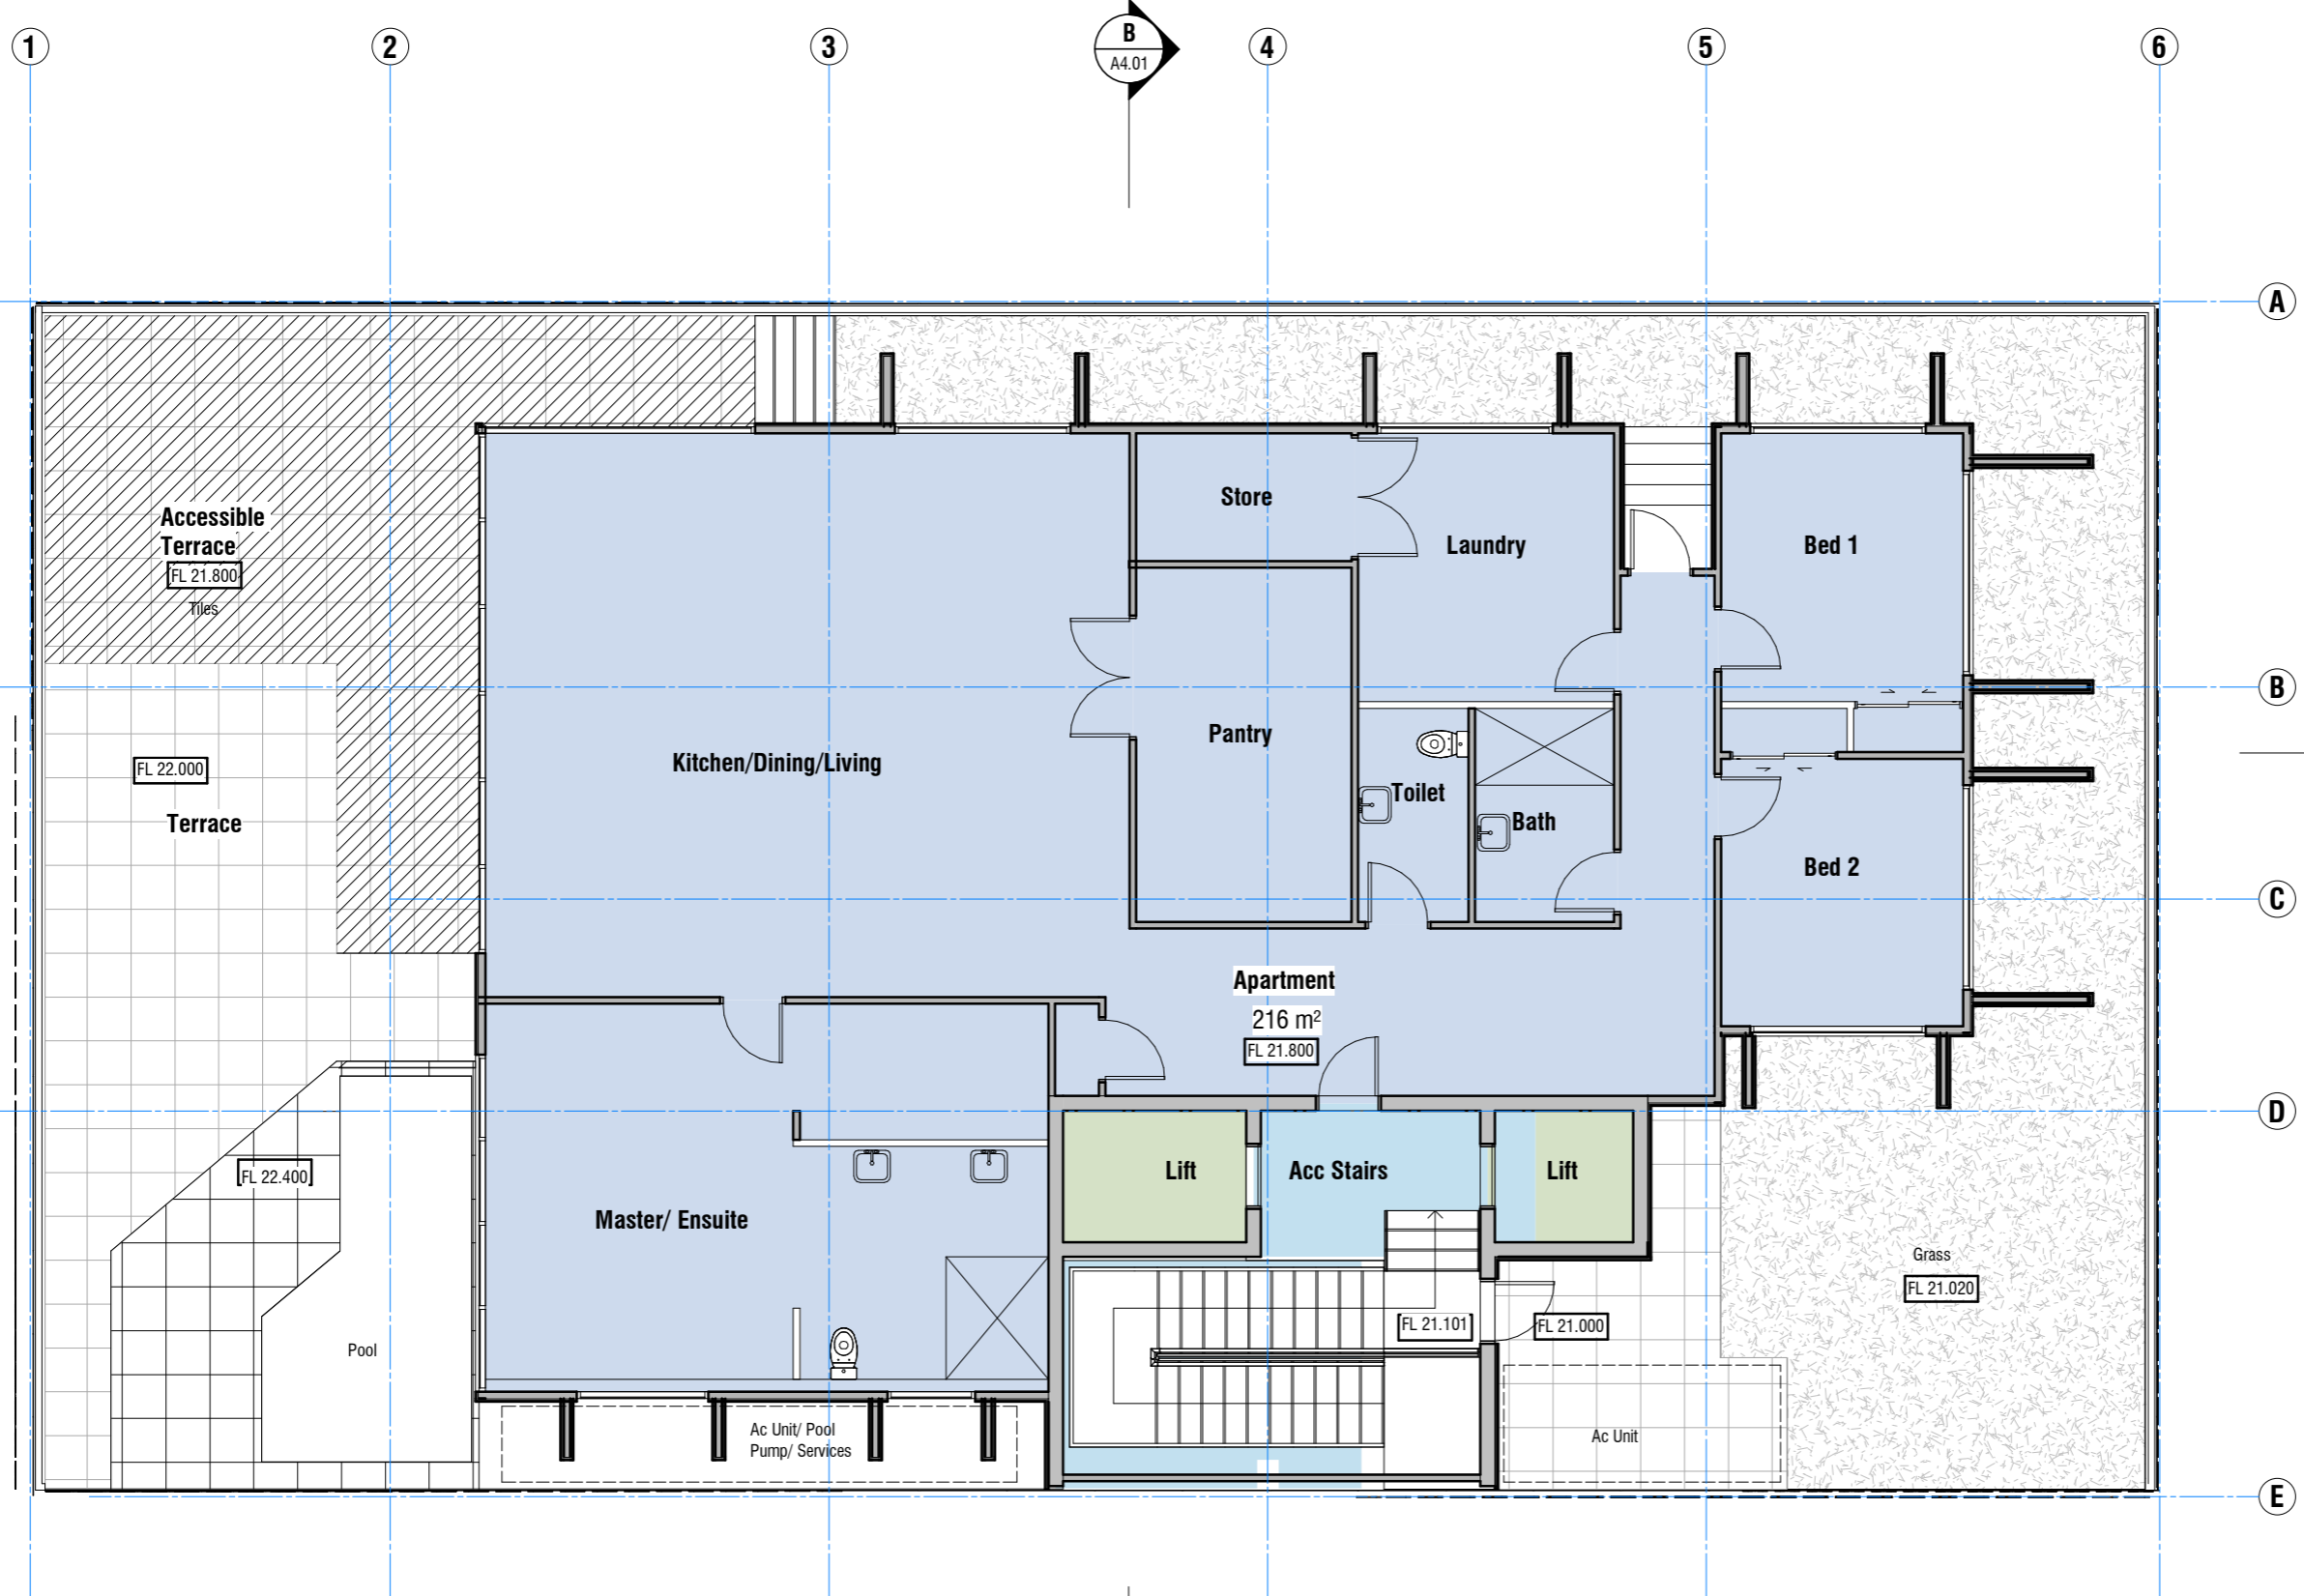 1
2
3
B
A4.01
4
5
6
A
Store
Accessible
Terrace
Laundry
Bed 1
FL 21.800
Tiles
B
Pantry
Kitchen/Dining/Living
FL 22.000
Toilet
Terrace
Bath
Bed 2
C
Apartment
216 m²
FL 21.800
D
FL 22.400
Lift
Acc Stairs
Lift
Master/ Ensuite
Grass
FL 21.020
FL 21.101
FL 21.000
Pool
Ac Unit/ Pool
Pump/ Services
Ac Unit
E